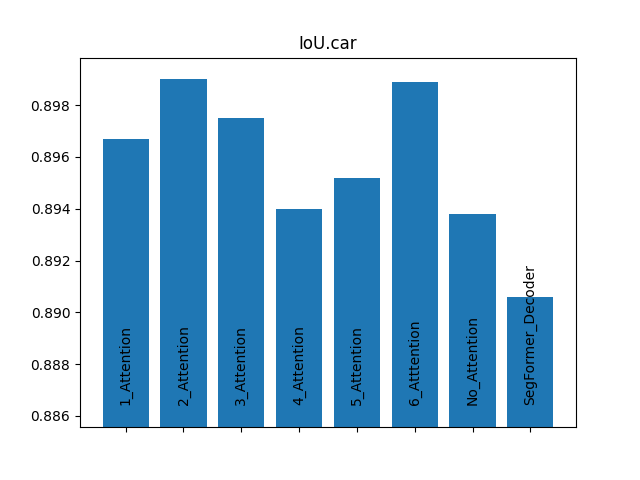 IoU.car
0.898
0.896
0.894
0.892
0.890
0.888
0.886
1_Attention
2_Attention
3_Attention
4_Attention
5_Attention
6_Atttention
No_Attention
SegFormer_Decoder